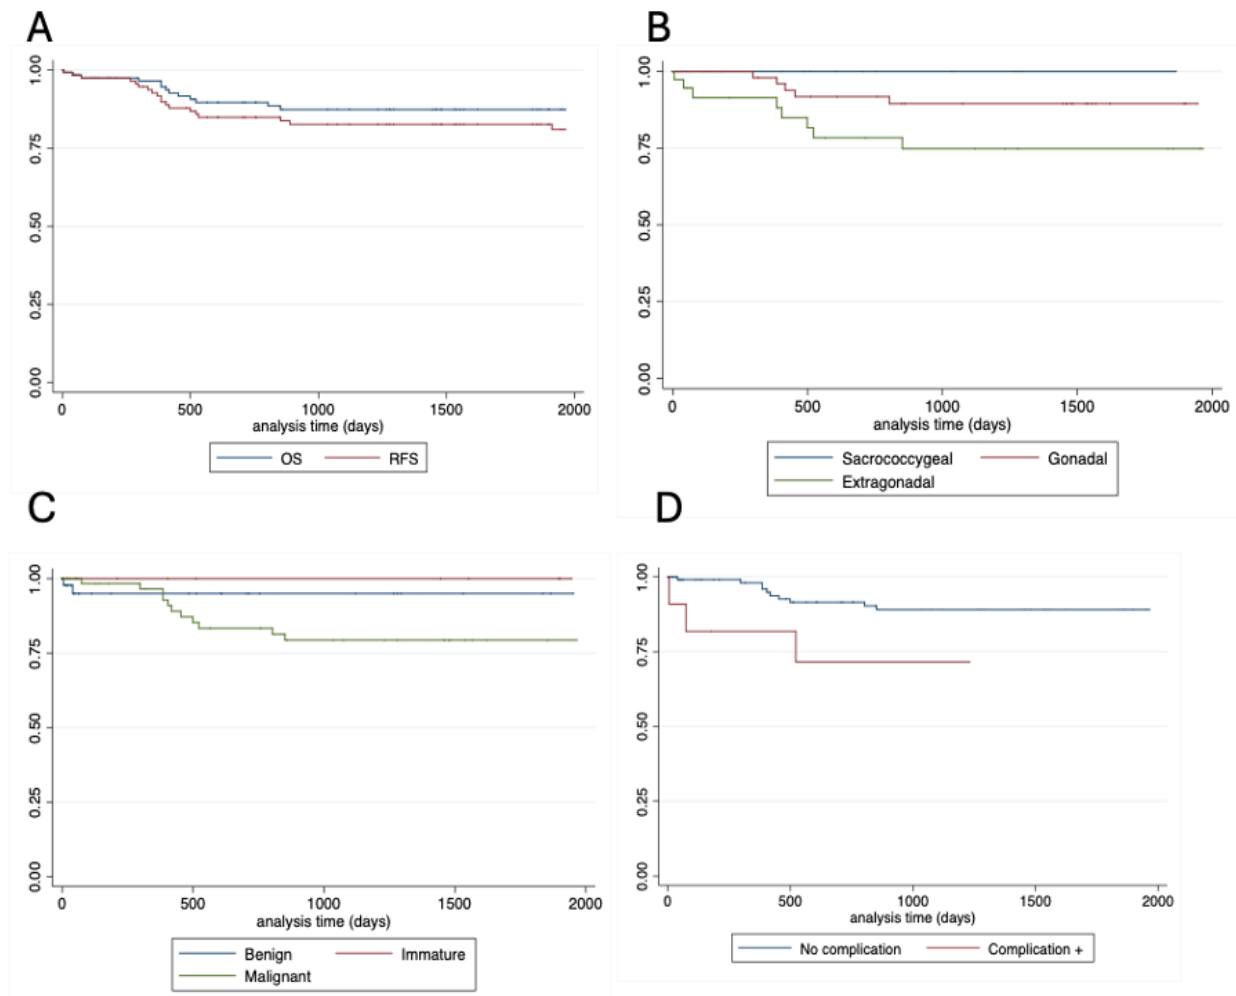 A
1.00
0.75
0.50
0.25
0.00
0 500 1000 1500 2000
analysis time (days)
OS RFS
B
1.00
0.75
0.50
0.25
0.00
0 500 1000 1500 2000
analysis time (days)
Sacrococcygeal Gonadal
Extragonadal
C
1.00
0.75
0.50
0.25
0.00
0 500 1000 1500 2000
analysis time (days)
Benign Immature
Malignant
D
1.00
0.75
0.50
0.25
0.00
0 500 1000 1500 2000
analysis time (days)
No complication Complication +